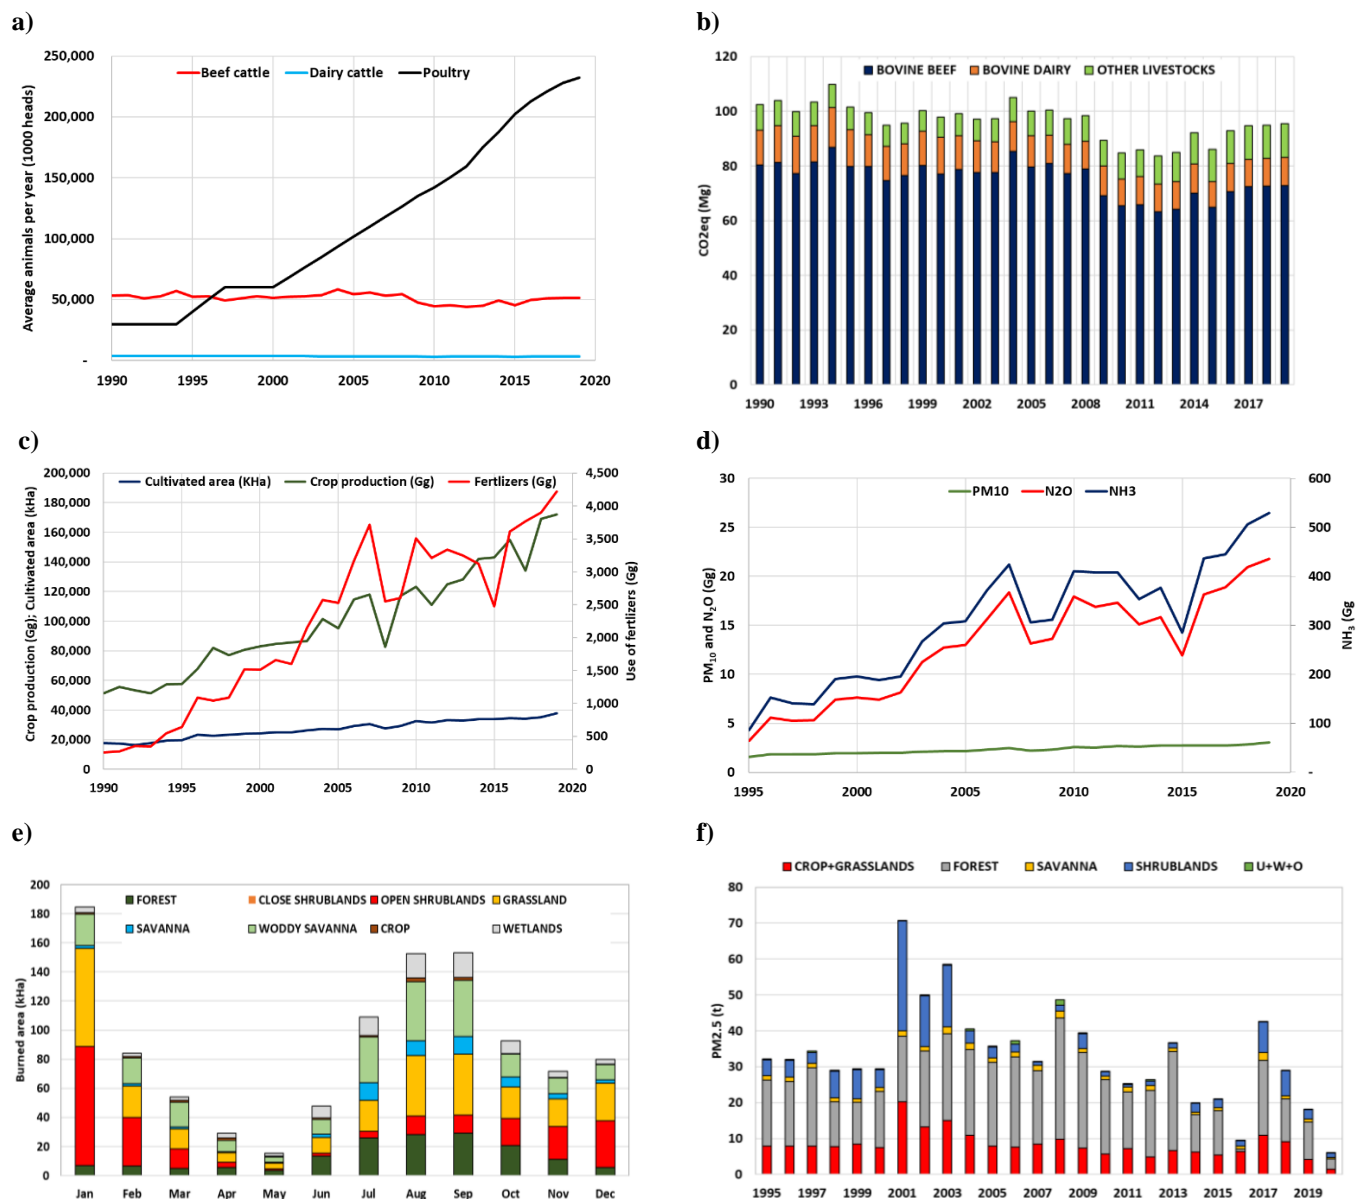 a)
Beef cattle Dairy cattle Poultry
Average animals per year (1000 heads)
250,000
200,000
150,000
100,000
50,000
-
1990 1995 2000 2005 2010 2015 2020
b)
BOVINE BEEF BOVINE DAIRY OTHER LIVESTOCKS
CO2eq (Mg)
120
100
80
60
40
20
0
1990 1993 1996 1999 2002 2005 2008 2011 2014 2017
c)
Cultivated area (KHa) Crop production (Gg) Fertlizers (Gg)
Crop production (Gg); Cultivated area (kHa)
200,000
180,000
160,000
140,000
120,000
100,000
80,000
60,000
40,000
20,000
0
4,500
4,000
3,500
3,000
2,500
2,000
1,500
1,000
500
0
Use of fertlizers (Gg)
1990 1995 2000 2005 2010 2015 2020
d)
PM10 N2O NH3
PM10 and N2O (Gg)
30
25
20
15
10
5
0
600
500
400
300
200
100
-
NH3 (Gg
1995 2000 2005 2010 2015 2020
e)
FOREST CLOSE SHRUBLANDS OPEN SHRUBLANDS GRASSLAND
SAVANNA WODDY SAVANNA CROP WETLANDS
Burned area (kHa)
200
180
160
140
120
100
80
60
40
20
0
Jan Feb Mar Apr May Jun Jul Aug Sep Oct Nov Dec
f)
CROP+GRASSLANDS FOREST SAVANNA SHRUBLANDS U+W+O
PM2.5 (t)
80
70
60
50
40
30
20
10
0
1995 1997 1999 2001 2003 2005 2007 2009 2011 2013 2015 2017 2019